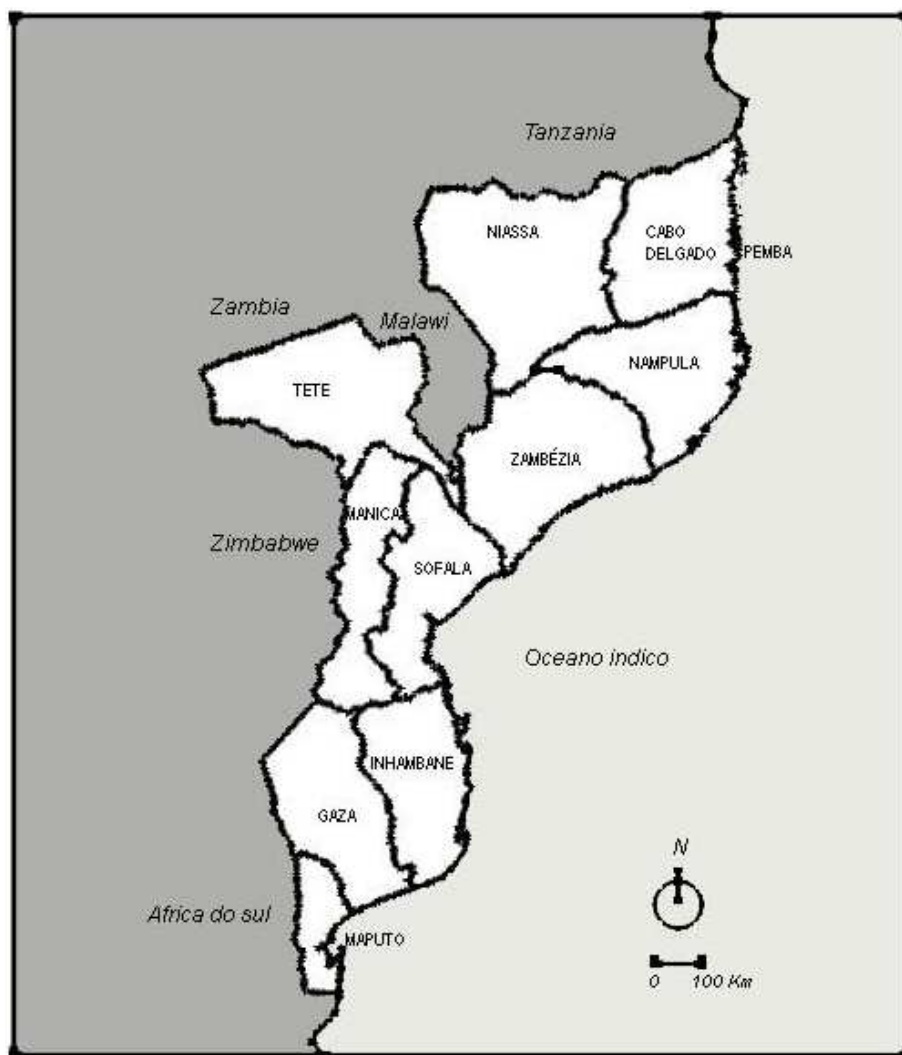 Tanzania
NIASSA
CABO
DELGADO
PEMBA
Zambia
Malawi
NAMPULA
TETE
ZAMBÉZIA
MANICA
Zimbabwe
SOFALA
Oceano indico
INHAMBANE
GAZA
N
Africa do sul
MAPUTO
0 100 Km